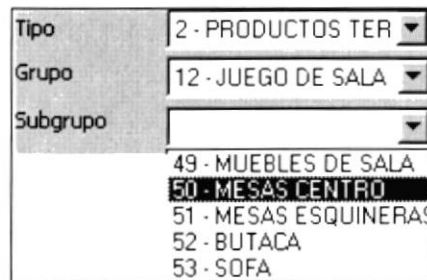 Tipo 2 - PRODUCTOS TER
Grupo 12 - JUEGO DE SALA
Subgrupo
49 - MUEBLES DE SALA
50 - MESAS CENTRO
51 - MESAS ESQUINERAS
52 - BUTACA
53 - SOFA